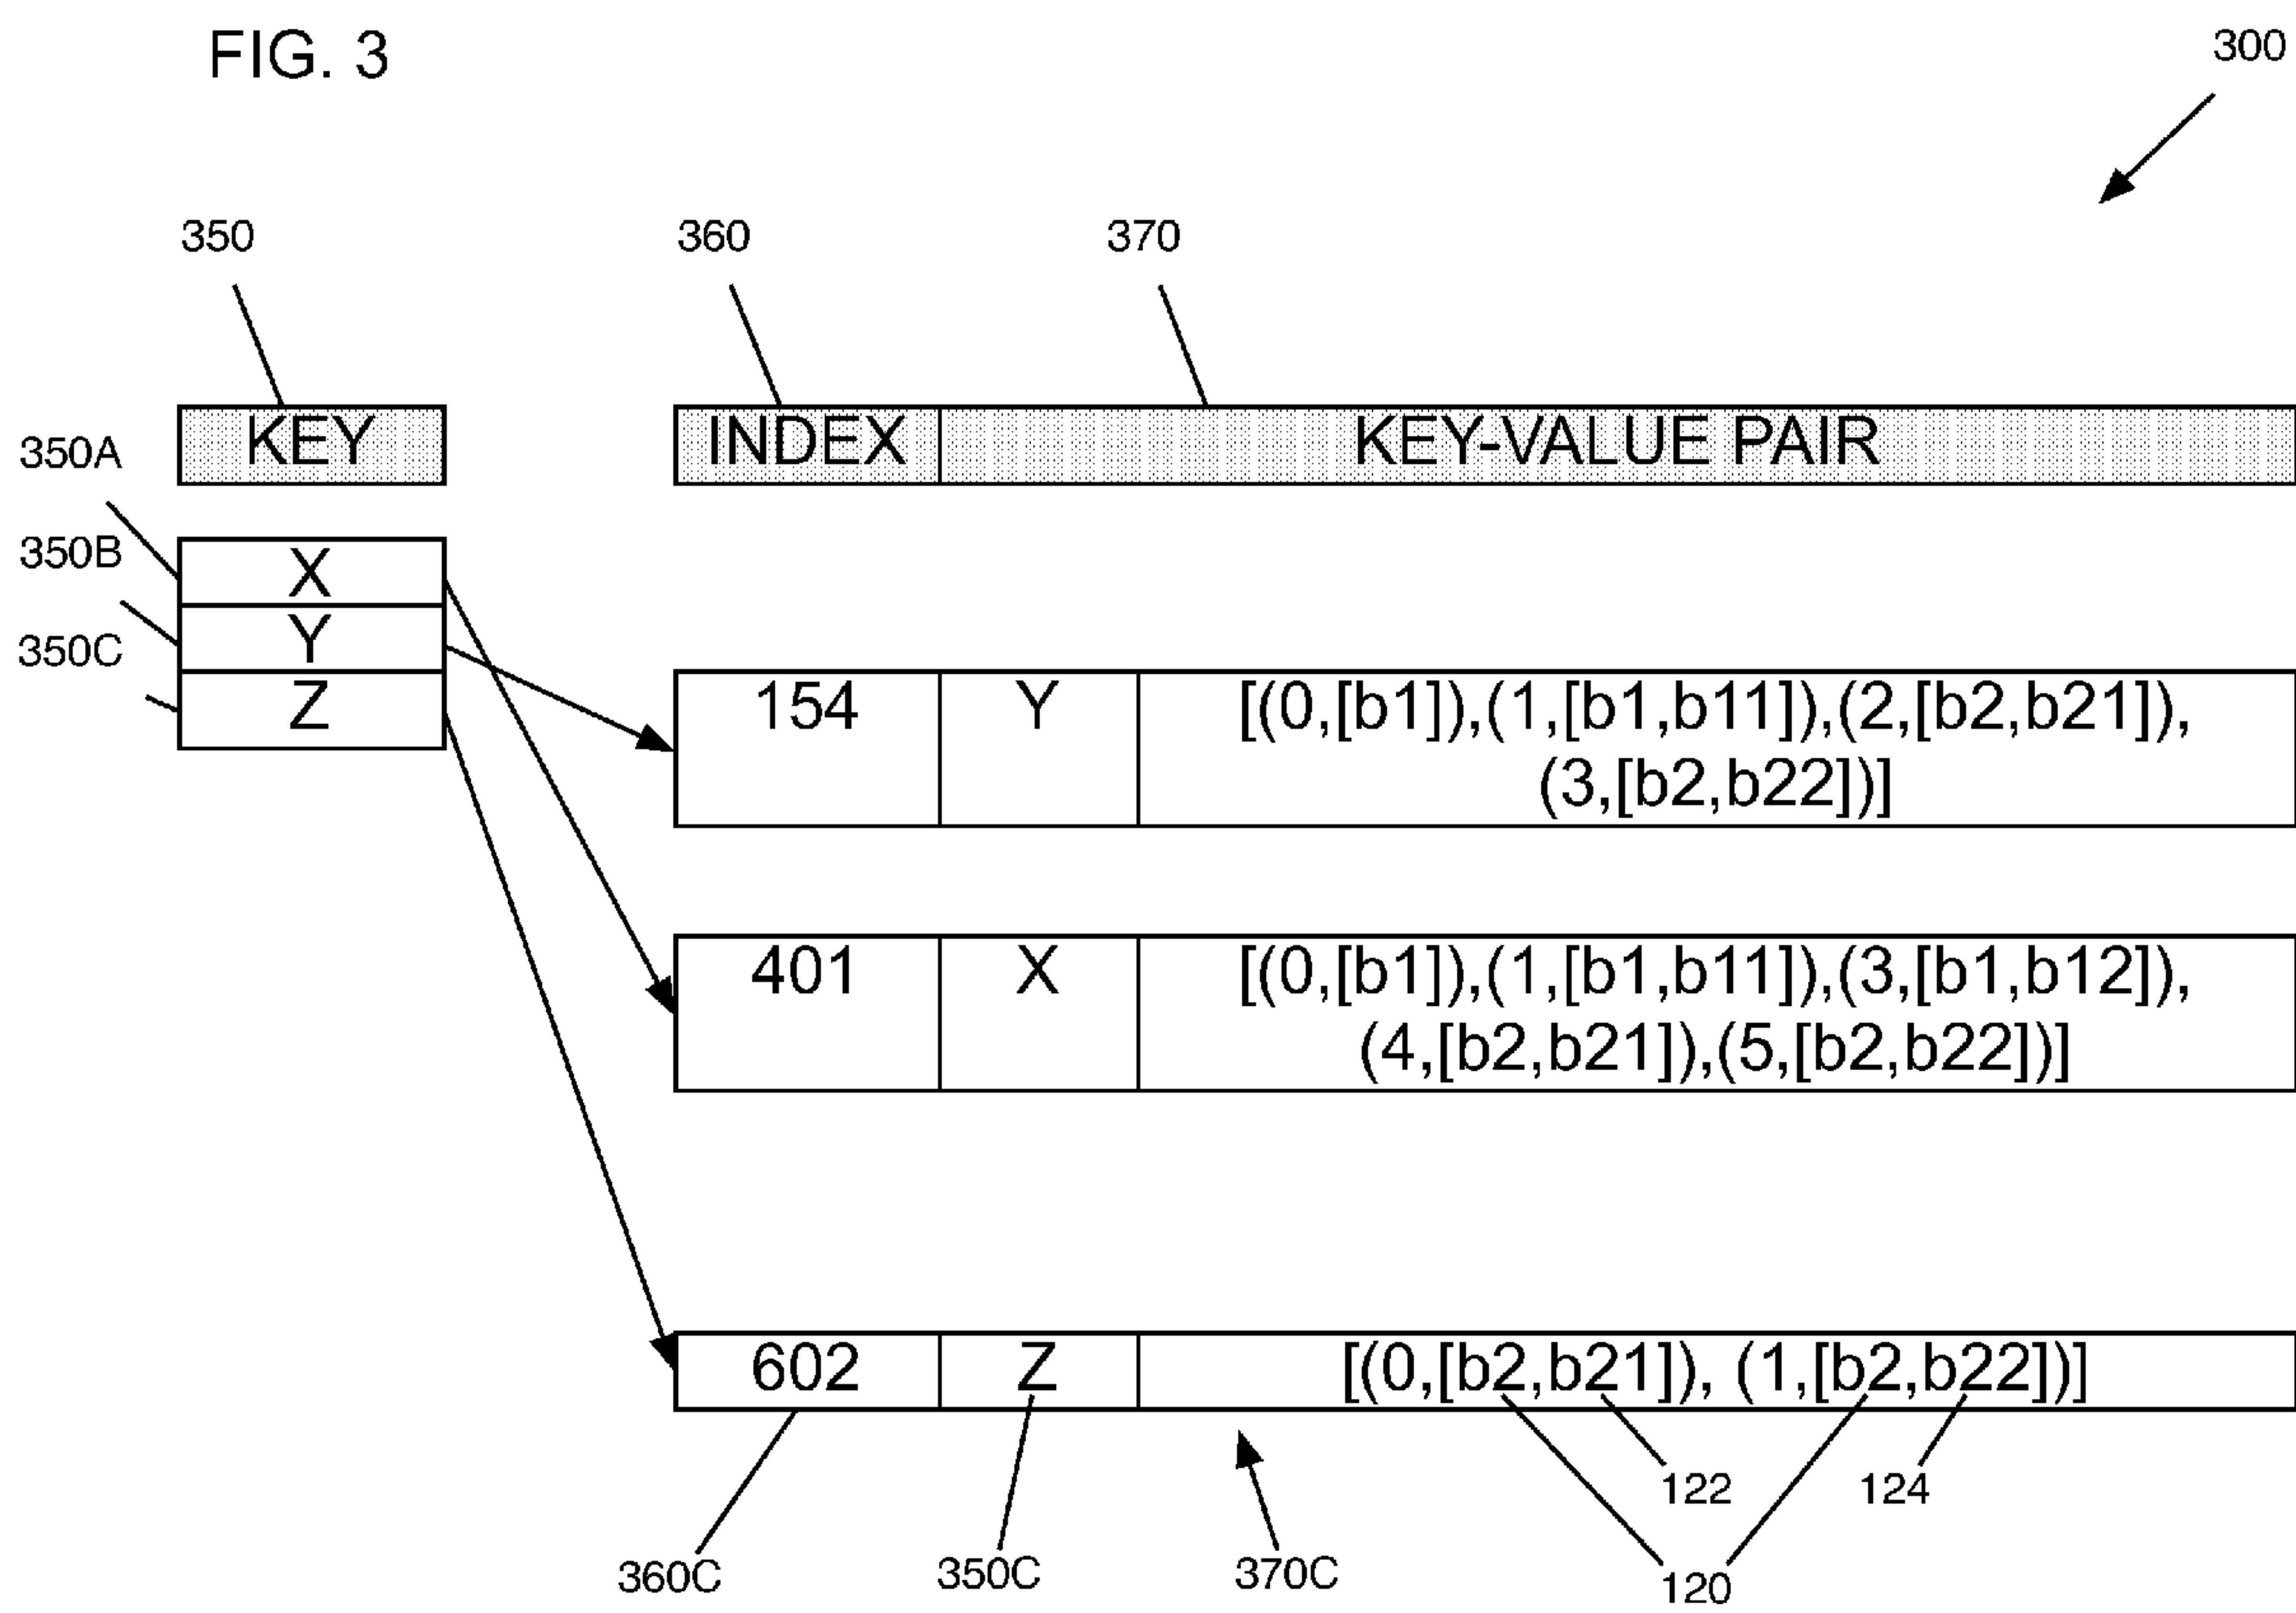 FIG. 3
300
350
360
370
KEY
INDEX
KEY-VALUE PAIR
350A
350B
350C
X
Y
Z
154
Y
[(0,[b1]),(1,[b1,b11]),(2,[b2,b21]),
(3,[b2,b22])]
401
X
[(0,[b1]),(1,[b1,b11]),(3,[b1,b12]),
(4,[b2,b21]),(5,[b2,b22])]
602
Z
[(0,[b2,b21]), (1,[b2,b22])]
122
124
360C
350C
370C
120